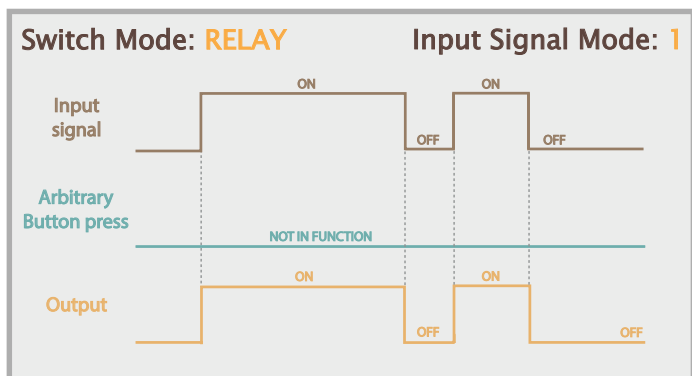 Switch Mode: RELAY
Input Signal Mode: 1
ON
ON
Input
signal
OFF
OFF
Arbitrary
Button press
NOT IN FUNCTION
ON
ON
Output
OFF
OFF